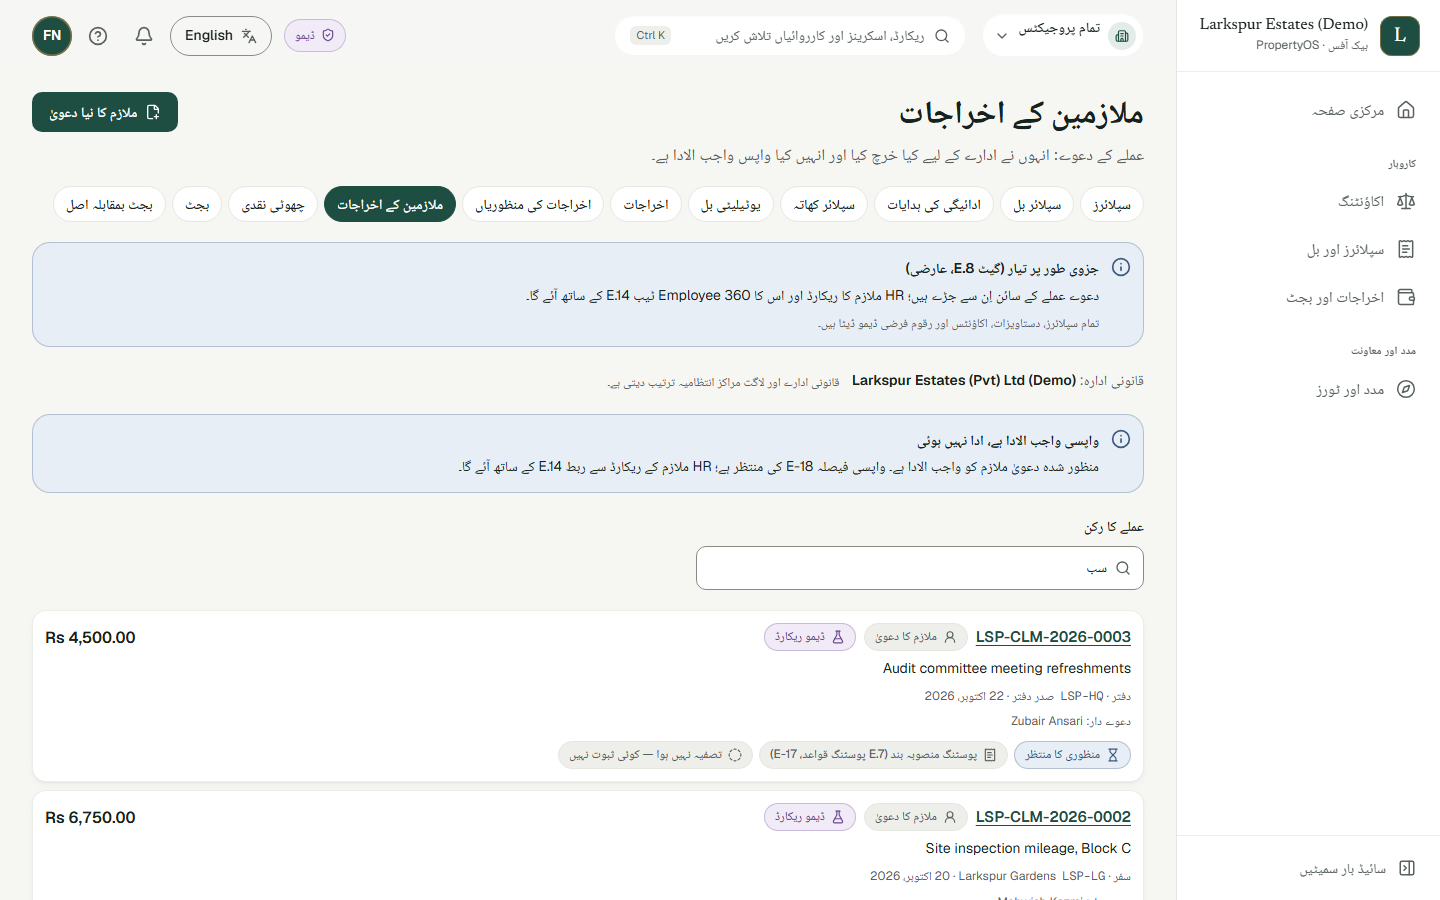 Larkspur Estates (Demo)
بیک آفس · PropertyOS
L
مرکزی صفحہ
کاروبار
اکاؤنٹنگ
سپلائرز اور بل
اخراجات اور بجٹ
مدد اور معاونت
مدد اور ٹورز
سائیڈ بار سمیٹیں
تمام پروجیکٹس
ریکارڈ، اسکرینز اور کارروائیاں تلاش کریں
Ctrl K
ڈیمو
English
FN
ملازمین کے اخراجات
ملازم کا نیا دعویٰ
عملے کے دعوے: انہوں نے ادارے کے لیے کیا خرچ کیا اور انہیں کیا واپس واجب الادا ہے۔
سپلائرز
سپلائر بل
ادائیگی کی ہدایات
سپلائر کھاتہ
یوٹیلیٹی بل
اخراجات
اخراجات کی منظوریاں
ملازمین کے اخراجات
چھوٹی نقدی
بجٹ
بجٹ بمقابلہ اصل
جزوی طور پر تیار (گیٹ E.8، عارضی)
دعوے عملے کے سائن اِن سے جڑے ہیں؛ HR ملازم کا ریکارڈ اور اس کا Employee 360 ٹیب E.14 کے ساتھ آئے گا۔
تمام سپلائرز، دستاویزات، اکاؤنٹس اور رقوم فرضی ڈیمو ڈیٹا ہیں۔
قانونی ادارہ: Larkspur Estates (Pvt) Ltd (Demo) قانونی ادارے اور لاگت مراکز انتظامیہ ترتیب دیتی ہے۔
واپسی واجب الادا ہے، ادا نہیں ہوئی
منظور شدہ دعویٰ ملازم کو واجب الادا ہے۔ واپسی فیصلہ E-18 کی منتظر ہے؛ HR ملازم کے ریکارڈ سے ربط E.14 کے ساتھ آئے گا۔
عملے کا رکن
سب
LSP-CLM-2026-0003
ملازم کا دعویٰ
ڈیمو ریکارڈ
Rs 4,500.00
Audit committee meeting refreshments
دفتر · LSP-HQ صدر دفتر · 22 اکتوبر، 2026
دعوے دار: Zubair Ansari
منظوری کا منتظر
پوسٹنگ منصوبہ بند (E.7 پوسٹنگ قواعد، E-17)
تصفیہ نہیں ہوا — کوئی ثبوت نہیں
LSP-CLM-2026-0002
ملازم کا دعویٰ
ڈیمو ریکارڈ
Rs 6,750.00
Site inspection mileage, Block C
سفر · LSP-LG Larkspur Gardens · 20 اکتوبر، 2026